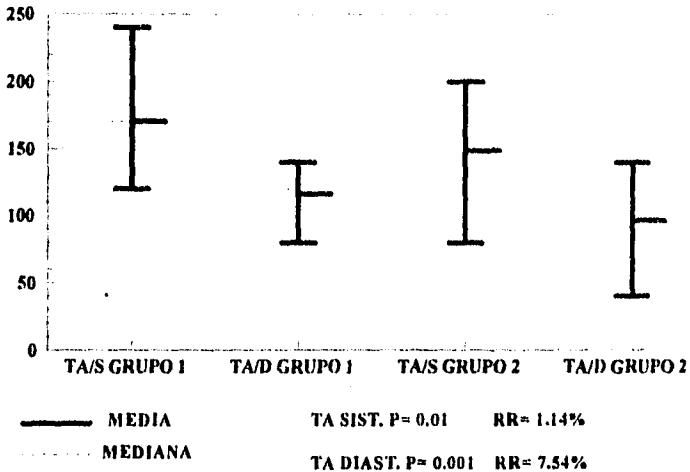 250
200
150
100
50
0
TA/S GRUPO 1 TA/D GRUPO 1 TA/S GRUPO 2 TA/D GRUPO 2
MEDIA TA SIST. P= 0.01 RR= 1.14%
MEDIANA TA DIAST. P= 0.001 RR= 7.54%